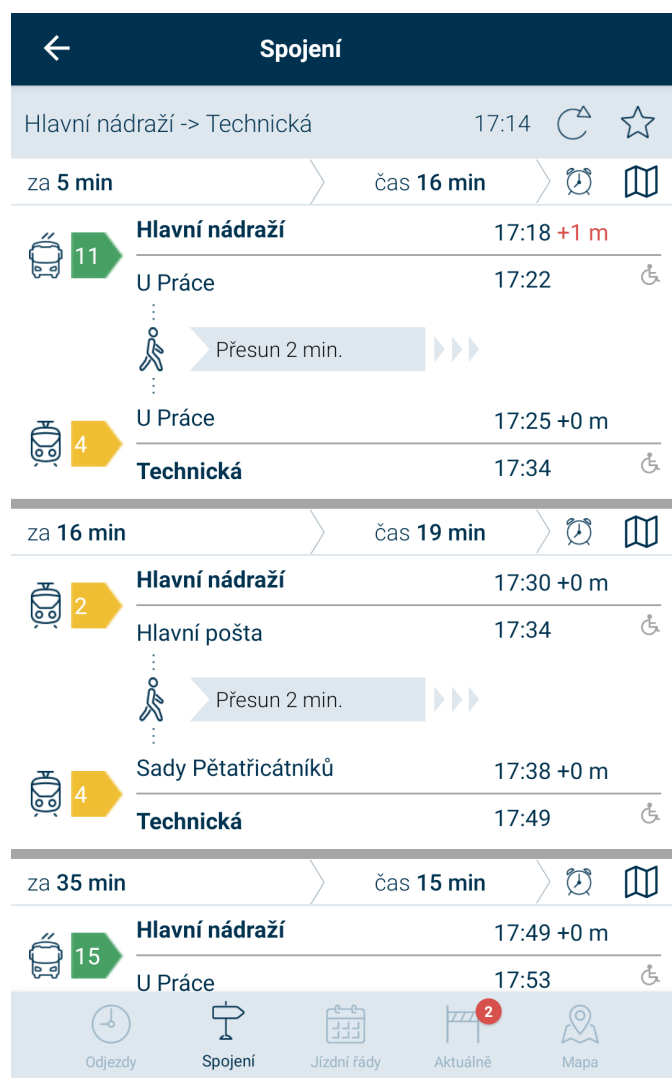 Spojení
Hlavní nádraží -> Technická 17:14
za 5 min čas 16 min
Hlavní nádraží 17:18 +1 m
11
U Práce 17:22
Přesun 2 min.
U Práce 17:25 +0 m
4
Technická 17:34
za 16 min čas 19 min
Hlavní nádraží 17:30 +0 m
2
Hlavní pošta 17:34
Přesun 2 min.
Sady Pětatřicátníků 17:38 +0 m
4
Technická 17:49
za 35 min čas 15 min
Hlavní nádraží 17:49 +0 m
15
U Práce 17:53
2
Odjezdy Spojení Jízdní řády Aktuálně Mapa